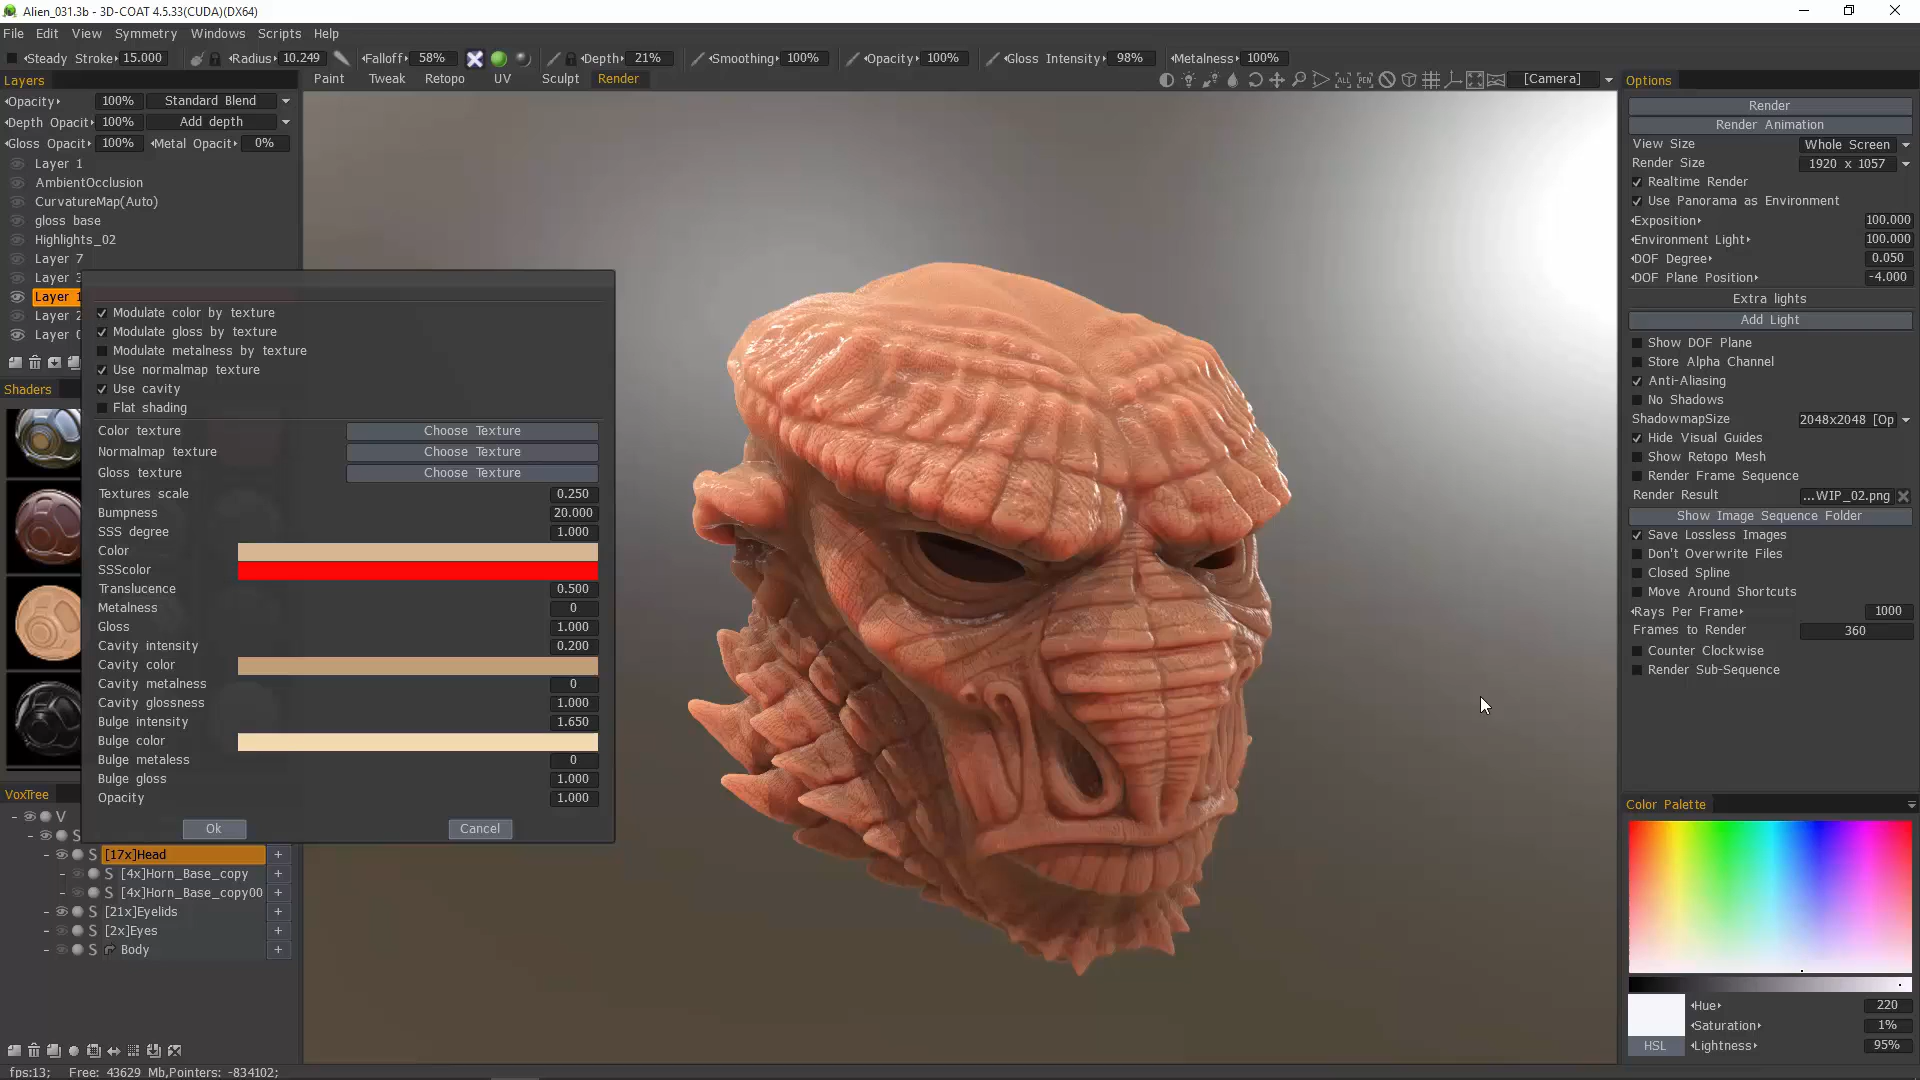 Alien_031.3b - 3D-COAT 4.5.33(CUDA)(DX64)
File Edit View Symmetry Windows Scripts Help
Steady Stroke 15.000 Radius 10.249 Falloff 58% Depth 21% Smoothing 100% Opacity 100% Gloss Intensity 98% Metalness 100%
Layers
Paint Tweak Retopo UV Sculpt Render
ALL PEN
[Camera]
Options
Opacity 100% Standard Blend
Depth Opacit 100% Add depth
Gloss Opacit 100% Metal Opacit 0%
Layer 1
AmbientOcclusion
CurvatureMap(Auto)
gloss base
Highlights_02
Layer 7
Layer 3
Layer 1
Layer 2
Layer 0
Shaders
Modulate color by texture
Modulate gloss by texture
Modulate metalness by texture
Use normalmap texture
Use cavity
Flat shading
Color texture Choose Texture
Normalmap texture Choose Texture
Gloss texture Choose Texture
Textures scale 0.250
Bumpness 20.000
SSS degree 1.000
Color
SSScolor
Translucence 0.500
Metalness 0
Gloss 1.000
Cavity intensity 0.200
Cavity color
Cavity metalness 0
Cavity glossness 1.000
Bulge intensity 1.650
Bulge color
Bulge metaless 0
Bulge gloss 1.000
Opacity 1.000
Ok Cancel
VoxTree
V
S
S [17x]Head +
S [4x]Horn_Base_copy +
S [4x]Horn_Base_copy00 +
S [21x]Eyelids +
S [2x]Eyes +
S Body +
fps:13; Free: 43629 Mb,Pointers: -834102;
Render
Render Animation
View Size Whole Screen
Render Size 1920 x 1057
Realtime Render
Use Panorama as Environment
Exposition 100.000
Environment Light 100.000
DOF Degree 0.050
DOF Plane Position -4.000
Extra lights
Add Light
Show DOF Plane
Store Alpha Channel
Anti-Aliasing
No Shadows
ShadowmapSize 2048x2048 [Op
Hide Visual Guides
Show Retopo Mesh
Render Frame Sequence
Render Result ...WIP_02.png
Show Image Sequence Folder
Save Lossless Images
Don't Overwrite Files
Closed Spline
Move Around Shortcuts
Rays Per Frame 1000
Frames to Render 360
Counter Clockwise
Render Sub-Sequence
Color Palette
Hue 220
Saturation 1%
HSL Lightness 95%